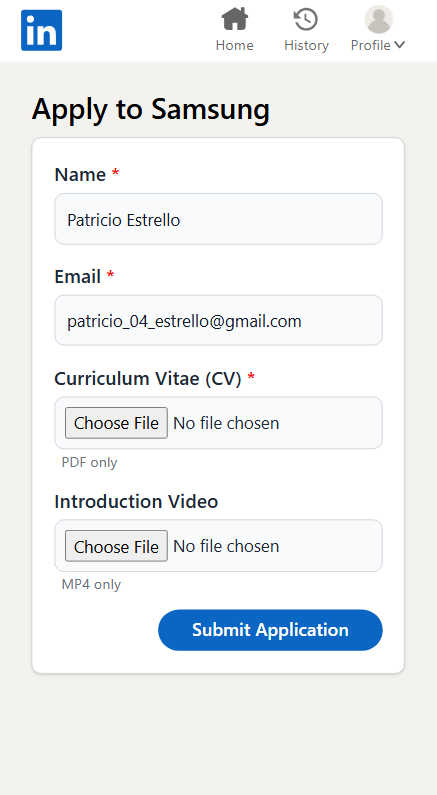 in
Home
History
Profile
Apply to Samsung
Name *
Patricio Estrello
Email *
patricio_04_estrello@gmail.com
Curriculum Vitae (CV) *
Choose File No file chosen
PDF only
Introduction Video
Choose File No file chosen
MP4 only
Submit Application